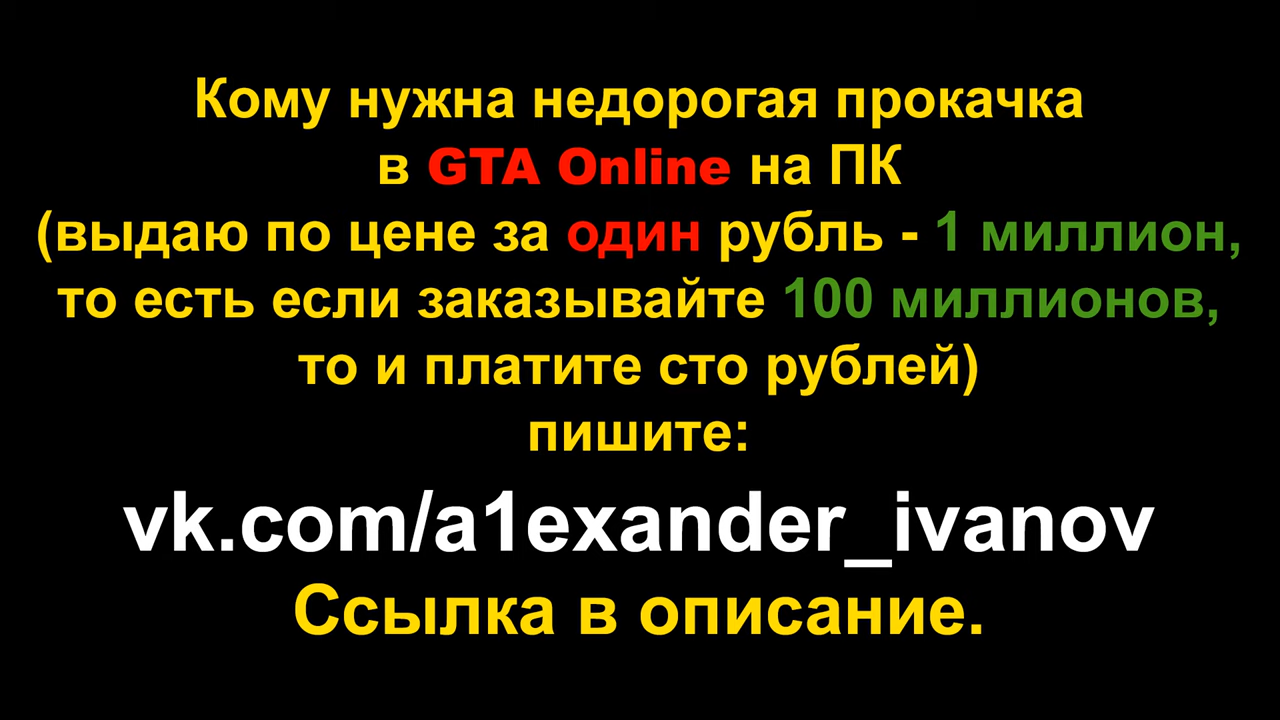 Кому нужна недорогая прокачка
в GTA Online на ПК
(выдаю по цене за один рубль - 1 миллион,
то есть если заказывайте 100 миллионов,
то и платите сто рублей)
пишите:
vk.com/a1exander_ivanov
Ссылка в описание.